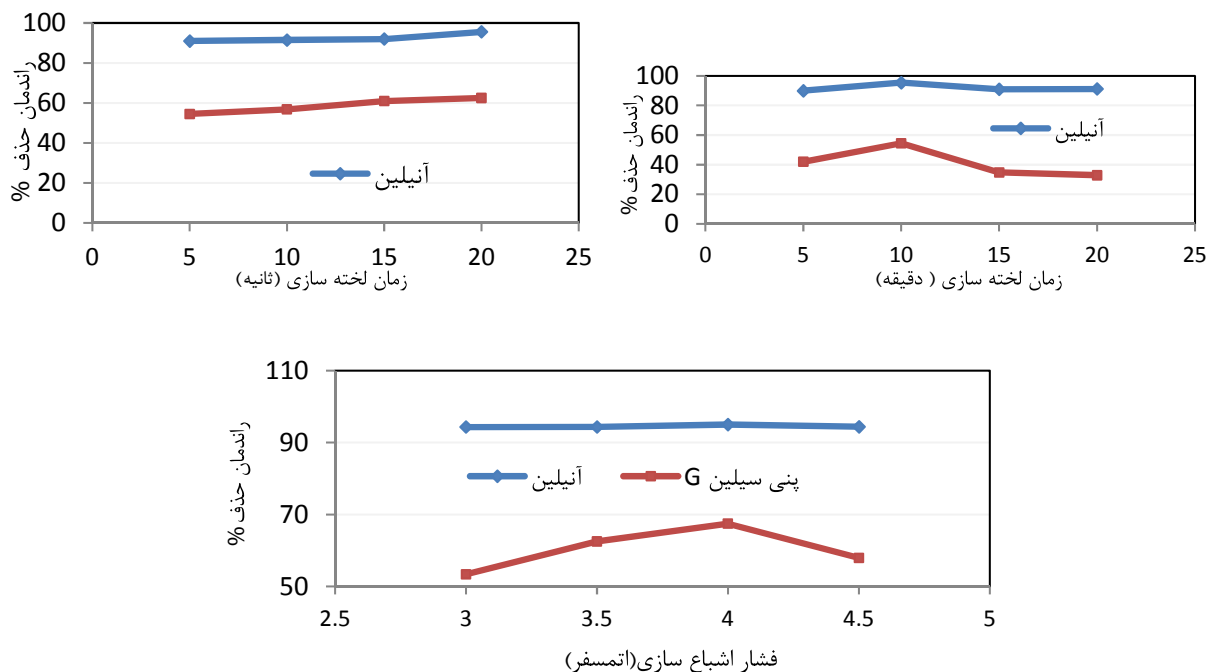 راندمان حذف %
100
80
60
40
20
0
آنیلین
0 5 10 15 20 25
زمان لخته سازی (ثانیه)
راندمان حذف %
100
80
60
40
20
0
آنیلین
0 5 10 15 20 25
زمان لخته سازی ( دقیقه)
راندمان حذف %
110
90
70
50
آنیلین پنی سیلین G
2.5 3 3.5 4 4.5 5
فشار اشباع سازی(اتمسفر)